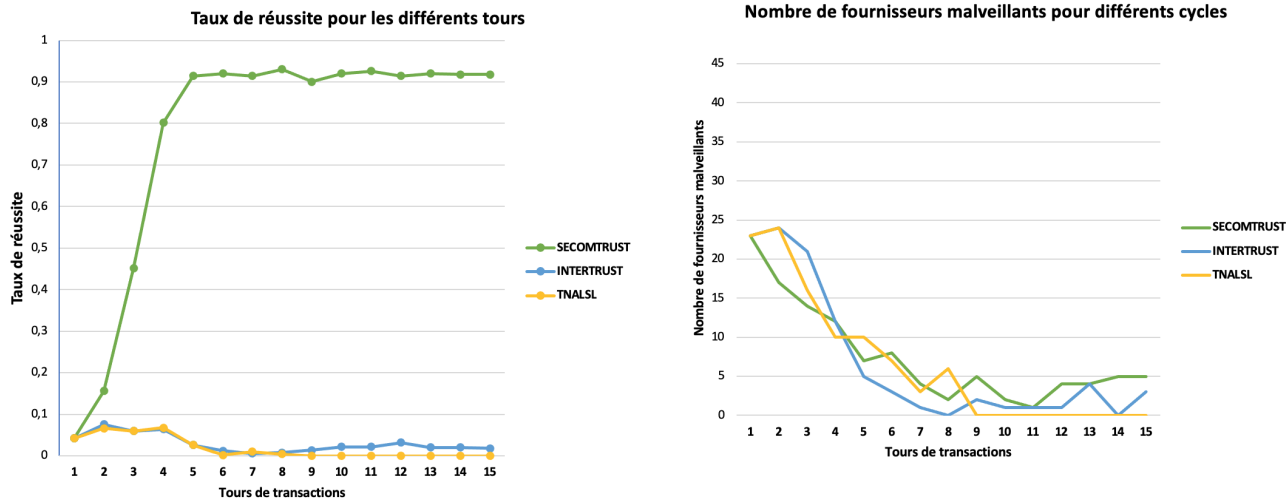 Taux de réussite pour les différents tours
1
0,9
0,8
0,7
0,6
0,5
0,4
0,3
0,2
0,1
0
Taux de réussite
1 2 3 4 5 6 7 8 9 10 11 12 13 14 15
Tours de transactions
SECOMTRUST
INTERTRUST
TNALSL
Nombre de fournisseurs malveillants pour différents cycles
45
40
35
30
25
20
15
10
5
0
Nombre de fournisseurs malveillants
1 2 3 4 5 6 7 8 9 10 11 12 13 14 15
Tours de transactions
SECOMTRUST
INTERTRUST
TNALSL